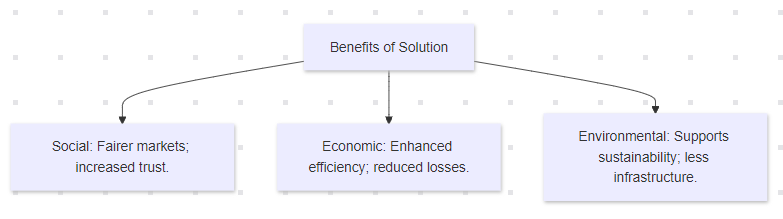 Benefits of Solution
Social: Fairer markets;
increased trust.
Economic: Enhanced
efficiency; reduced losses.
Environmental: Supports
sustainability; less
infrastructure.